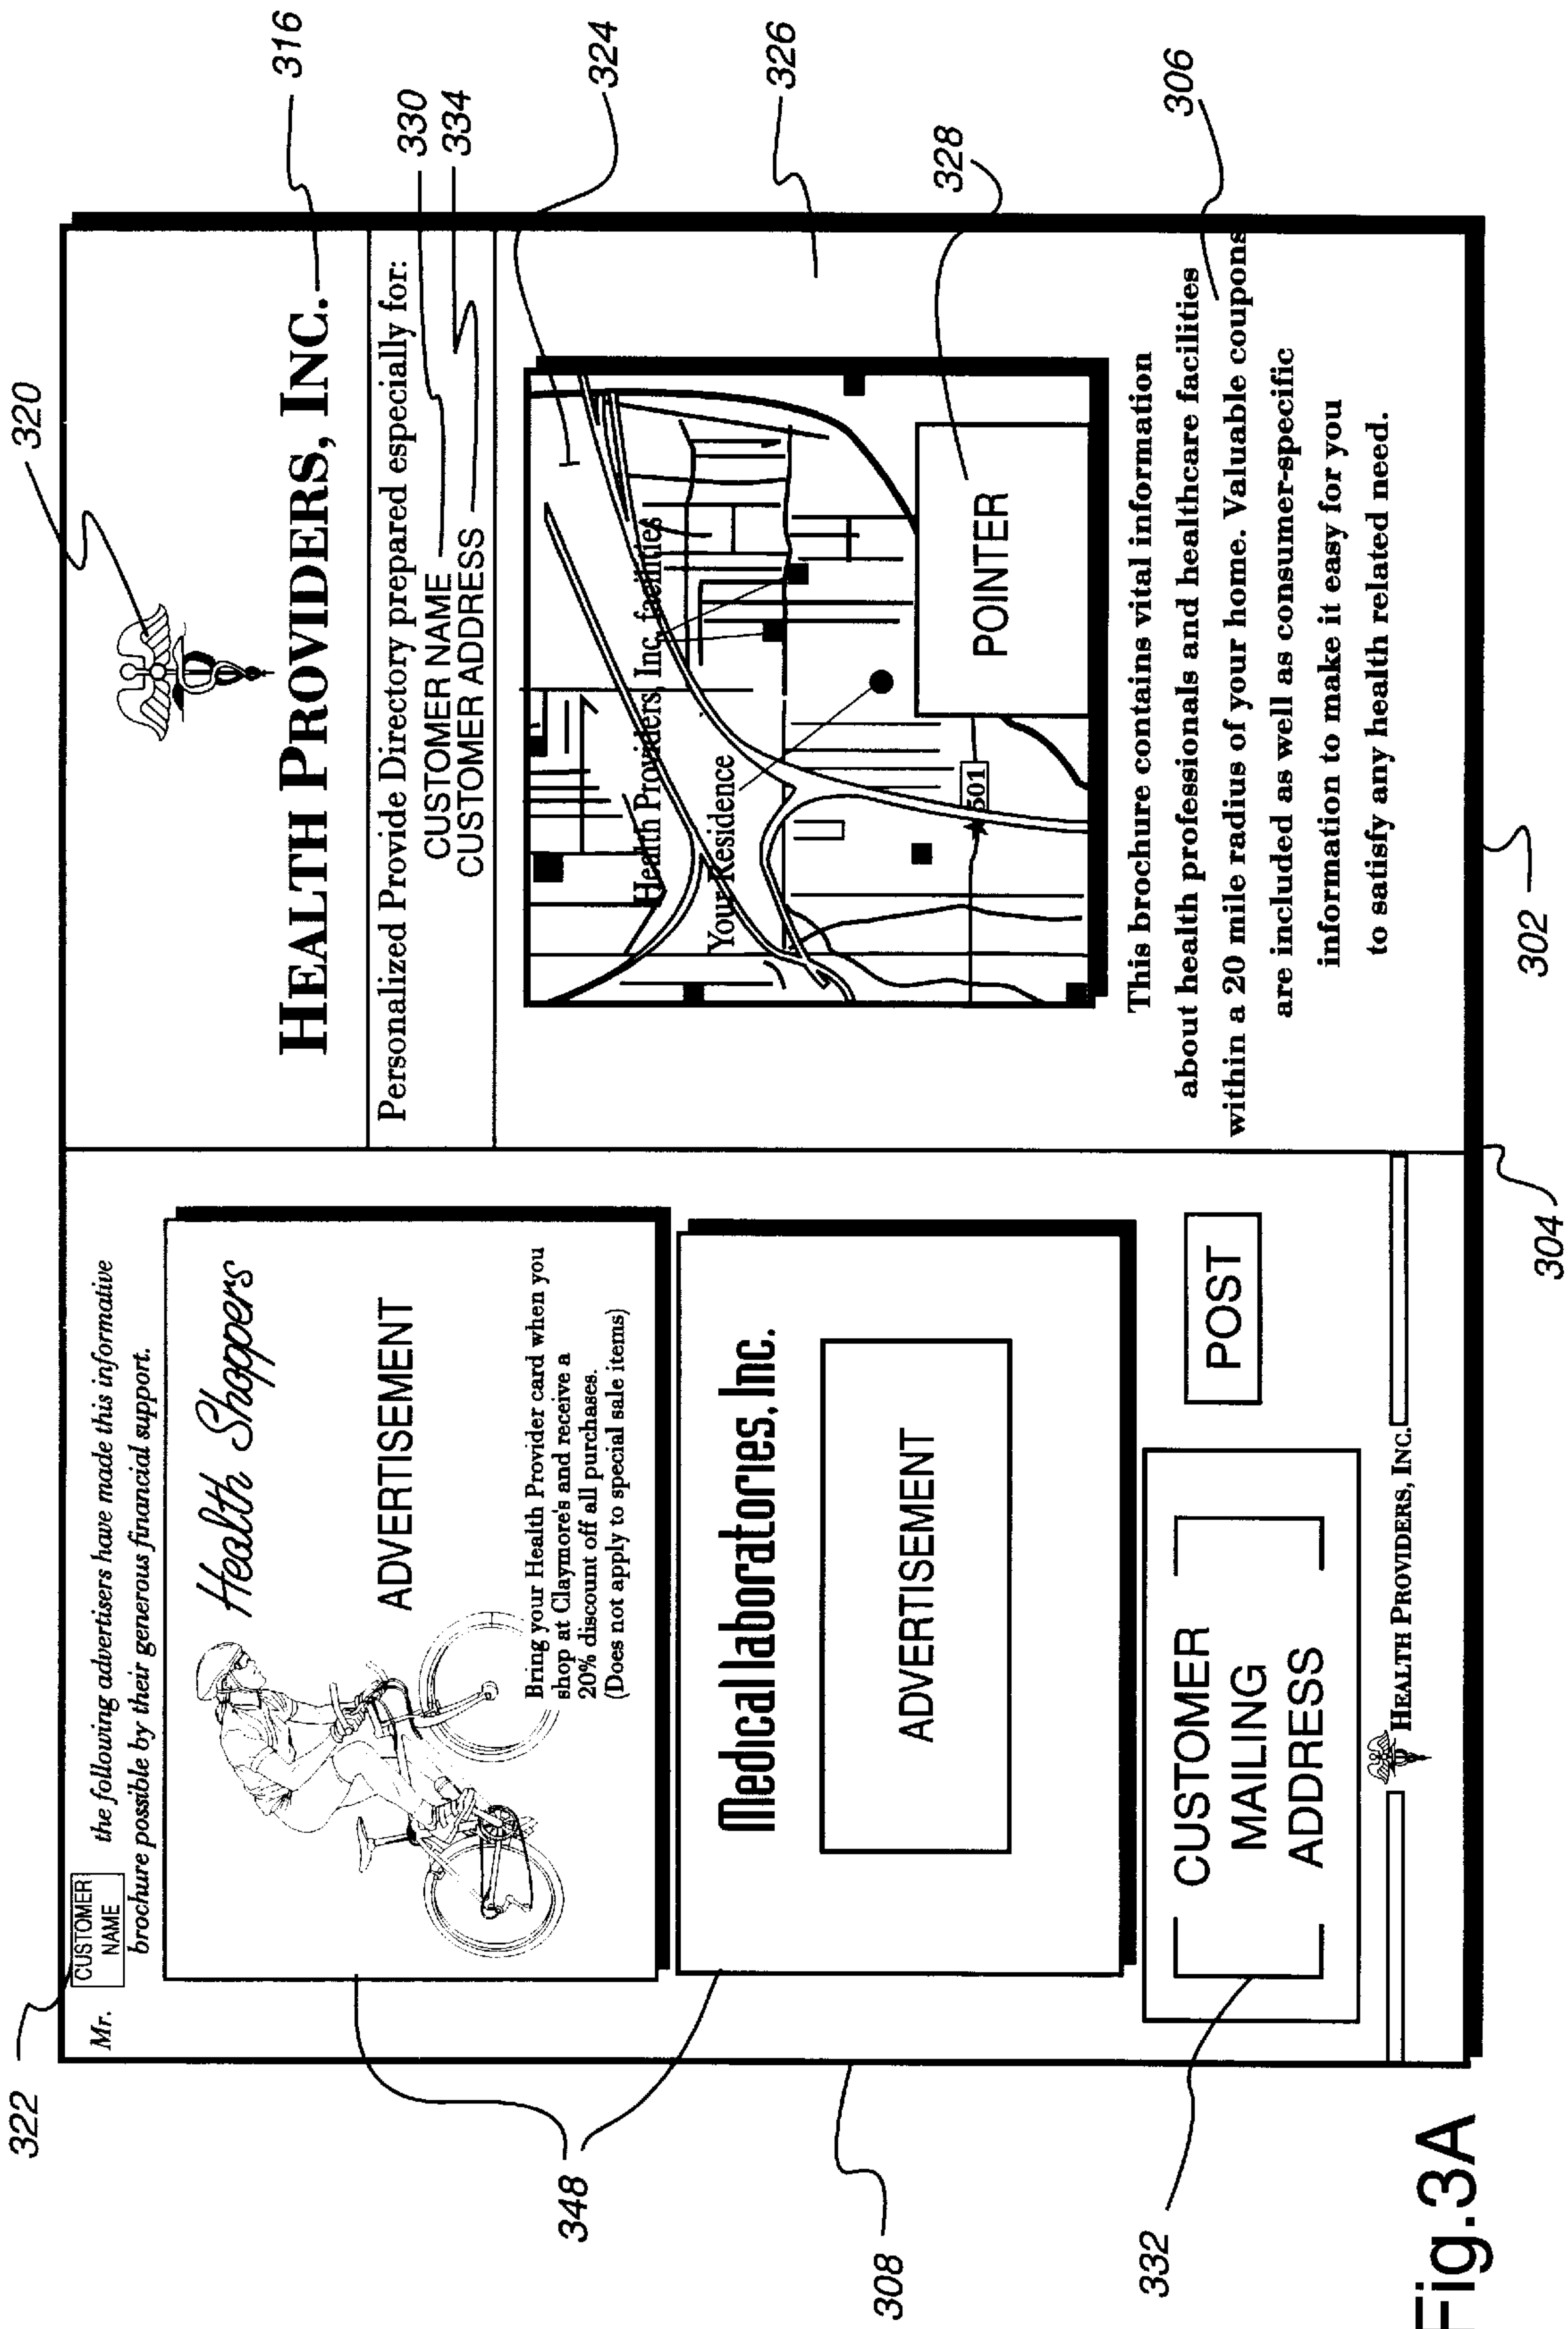 322
Mr. CUSTOMER NAME the following advertisers have made this informative
brochure possible by their generous financial support.
Health Shoppers
ADVERTISEMENT
Bring your Health Provider card when you
shop at Claymore's and receive a
20% discount off all purchases.
(Does not apply to special sale items)
348
Medical laboratories, Inc.
ADVERTISEMENT
308
POST
CUSTOMER
MAILING
ADDRESS
332
HEALTH PROVIDERS, INC.
304
320
HEALTH PROVIDERS, INC.
316
Personalized Provide Directory prepared especially for:
CUSTOMER NAME
330
CUSTOMER ADDRESS
334
324
Health Providers, Inc. facilities
Your Residence
326
501
POINTER
328
This brochure contains vital information
about health professionals and healthcare facilities
within a 20 mile radius of your home. Valuable coupons
are included as well as consumer-specific
information to make it easy for you
to satisfy any health related need.
306
302
Fig.3A